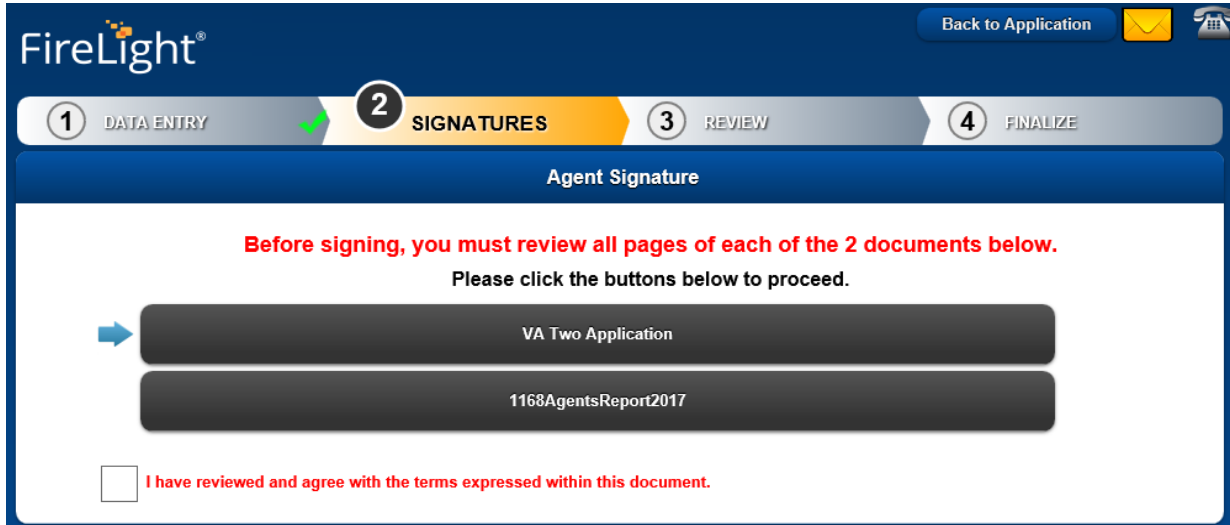 Back to Application
FireLight®
1 DATA ENTRY
2 SIGNATURES
3 REVIEW
4 FINALIZE
Agent Signature
Before signing, you must review all pages of each of the 2 documents below.
Please click the buttons below to proceed.
VA Two Application
1168AgentsReport2017
I have reviewed and agree with the terms expressed within this document.